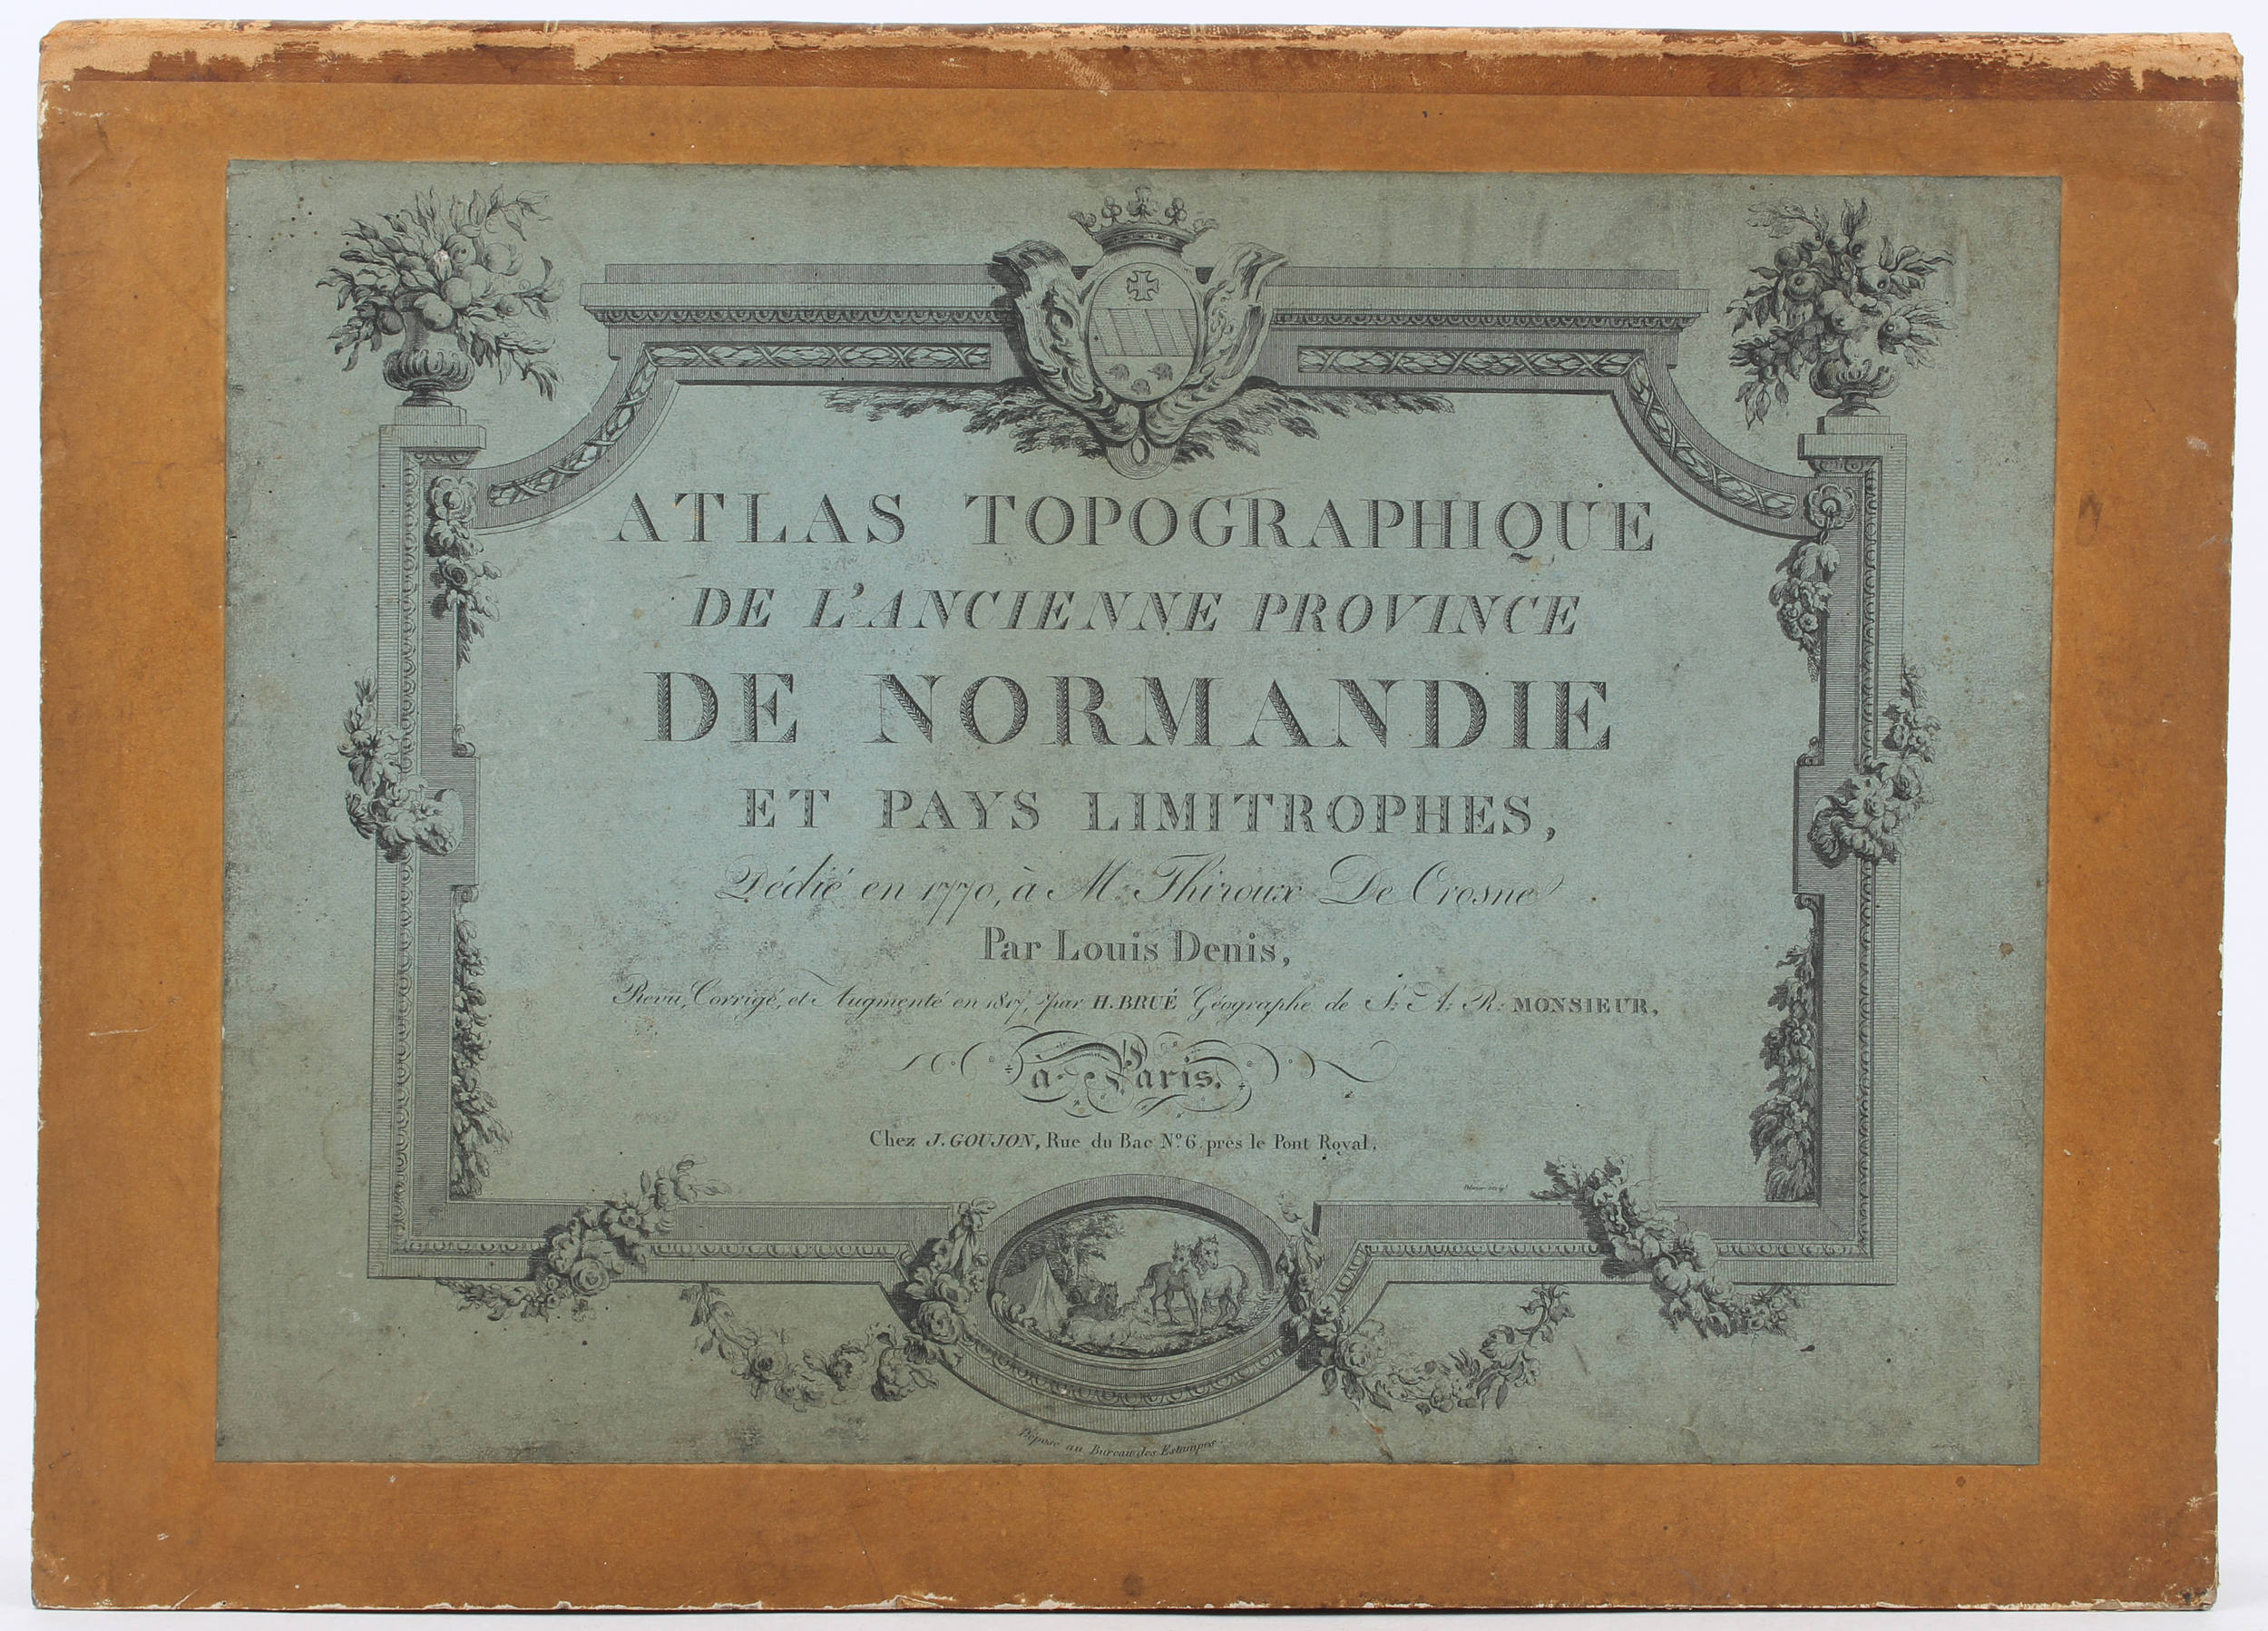 ATLAS TOPOGRAPHIQUE
DE L'ANCIENNE PROVINCE
DE NORMANDIE
ET PAYS LIMITROPHES,
Dédié en 1770, à Mr. Thiroux De Crosne
Par Louis Denis,
Revu, Corrigé, et Augmenté en 1817, par H. BRUÉ Géographe de S. A. R. MONSIEUR,
à Paris.
Chez J. GOUJON, Rue du Bac No. 6. près le Pont Royal.
Déposé au Bureau des Estampes